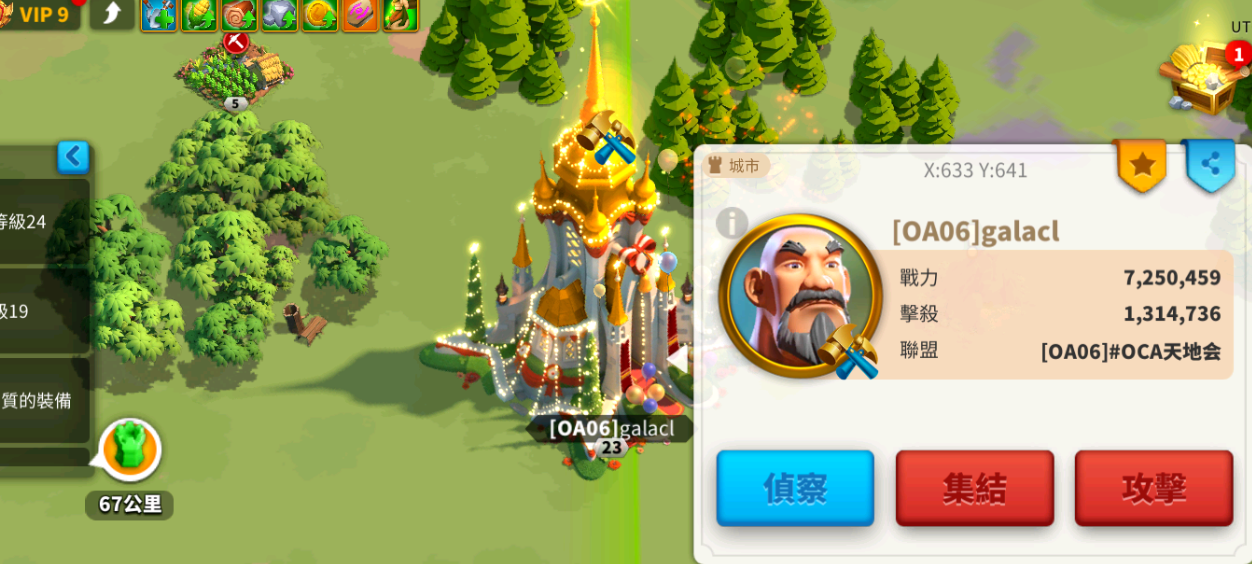 VIP 9
UT
1
5
城市
X:633 Y:641
等級24
[OA06]galacl
戰力
7,250,459
級19
擊殺
1,314,736
聯盟
[OA06]#OCA天地会
質的裝備
[OA06]galacl
23
67公里
偵察
集結
攻擊